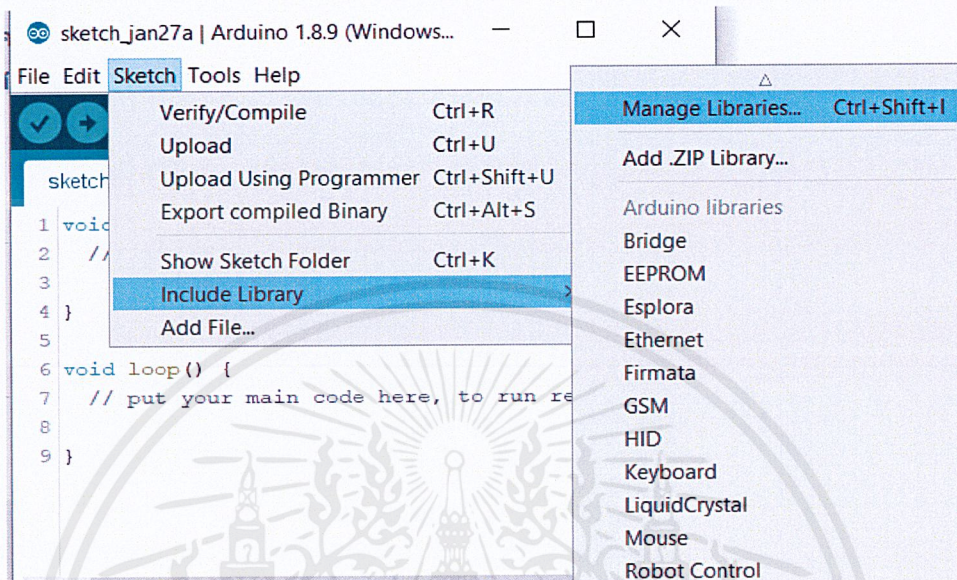 sketch_jan27a | Arduino 1.8.9 (Windows...
File Edit Sketch Tools Help
Verify/Compile Ctrl+R
Upload Ctrl+U
Upload Using Programmer Ctrl+Shift+U
Export compiled Binary Ctrl+Alt+S
Show Sketch Folder Ctrl+K
Include Library
Add File...
Manage Libraries... Ctrl+Shift+I
Add .ZIP Library...
Arduino libraries
Bridge
EEPROM
Esplora
Ethernet
Firmata
GSM
HID
Keyboard
LiquidCrystal
Mouse
Robot Control
sketch
1 voic
2 //
3
4 }
5
6 void loop() {
7 // put your main code here, to run re
8
9 }